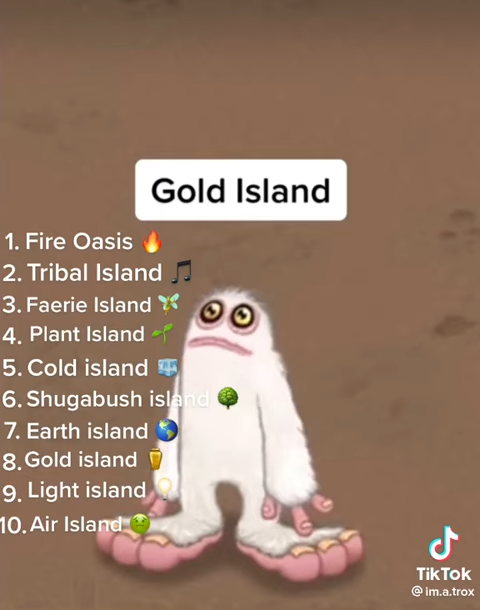 Gold Island
1. Fire Oasis 🔥
2. Tribal Island 🎵
3. Faerie Island 🧚
4. Plant Island 🌱
5. Cold island 🧊
6. Shugabush island 🌳
7. Earth island 🌎
8. Gold island ⚱️
9. Light island 💡
10. Air Island 🤢
TikTok
@im.a.trox